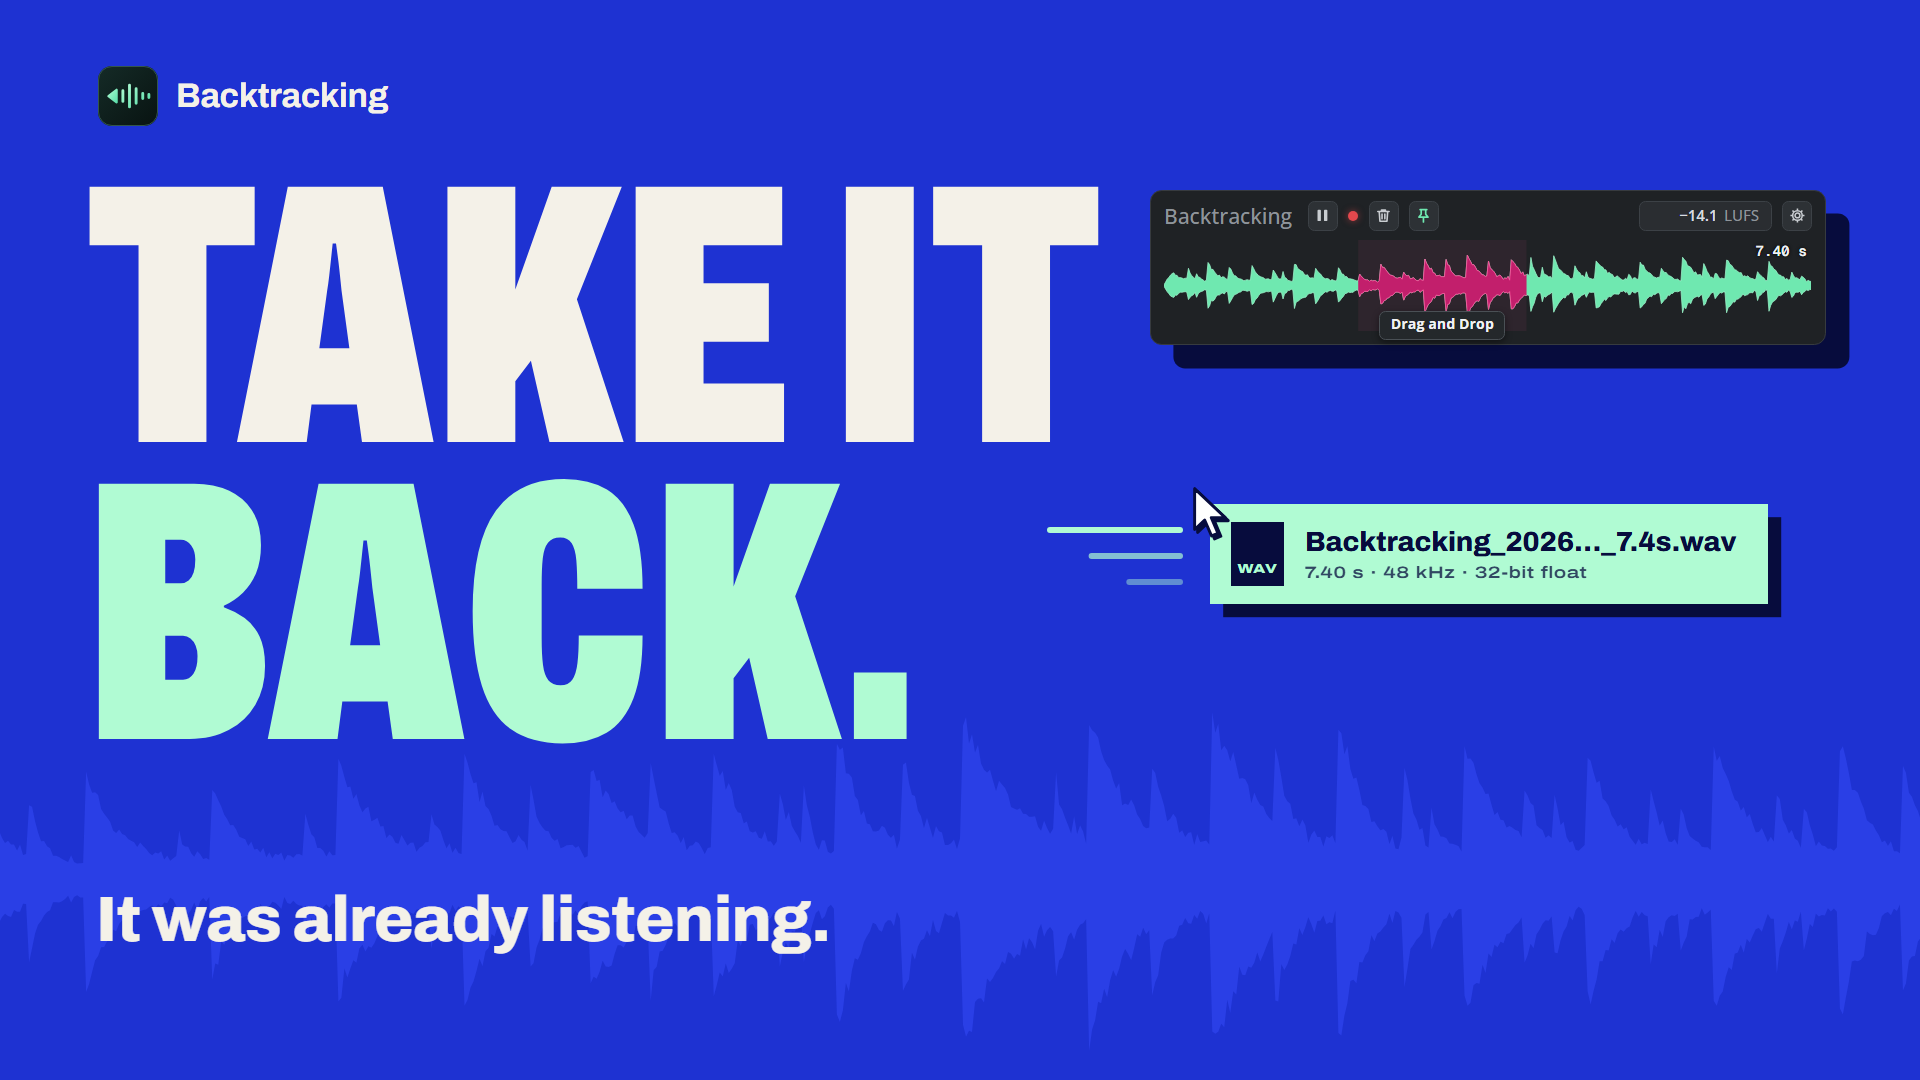 Backtracking
TAKE IT
BACK.
Backtracking
−14.1 LUFS
7.40 s
Drag and Drop
Backtracking_2026..._7.4s.wav
WAV
7.40 s · 48 kHz · 32-bit float
It was already listening.